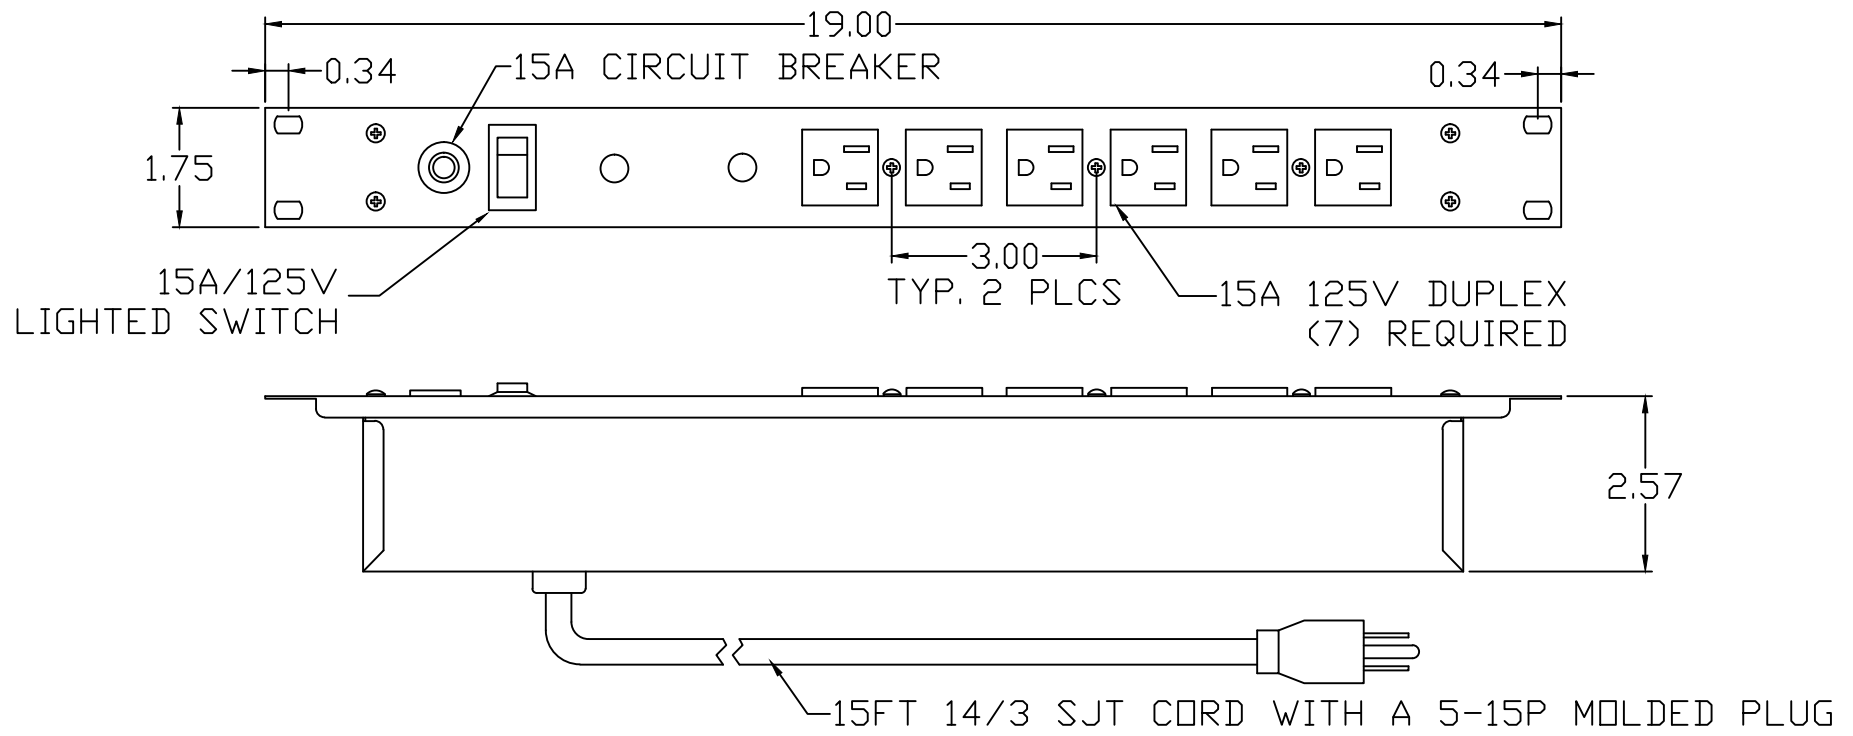 19.00
0.34
15A CIRCUIT BREAKER
0.34
1.75
3.00
TYP. 2 PLCS
15A/125V
LIGHTED SWITCH
15A 125V DUPLEX
(7) REQUIRED
2.57
15FT 14/3 SJT CORD WITH A 5-15P MOLDED PLUG